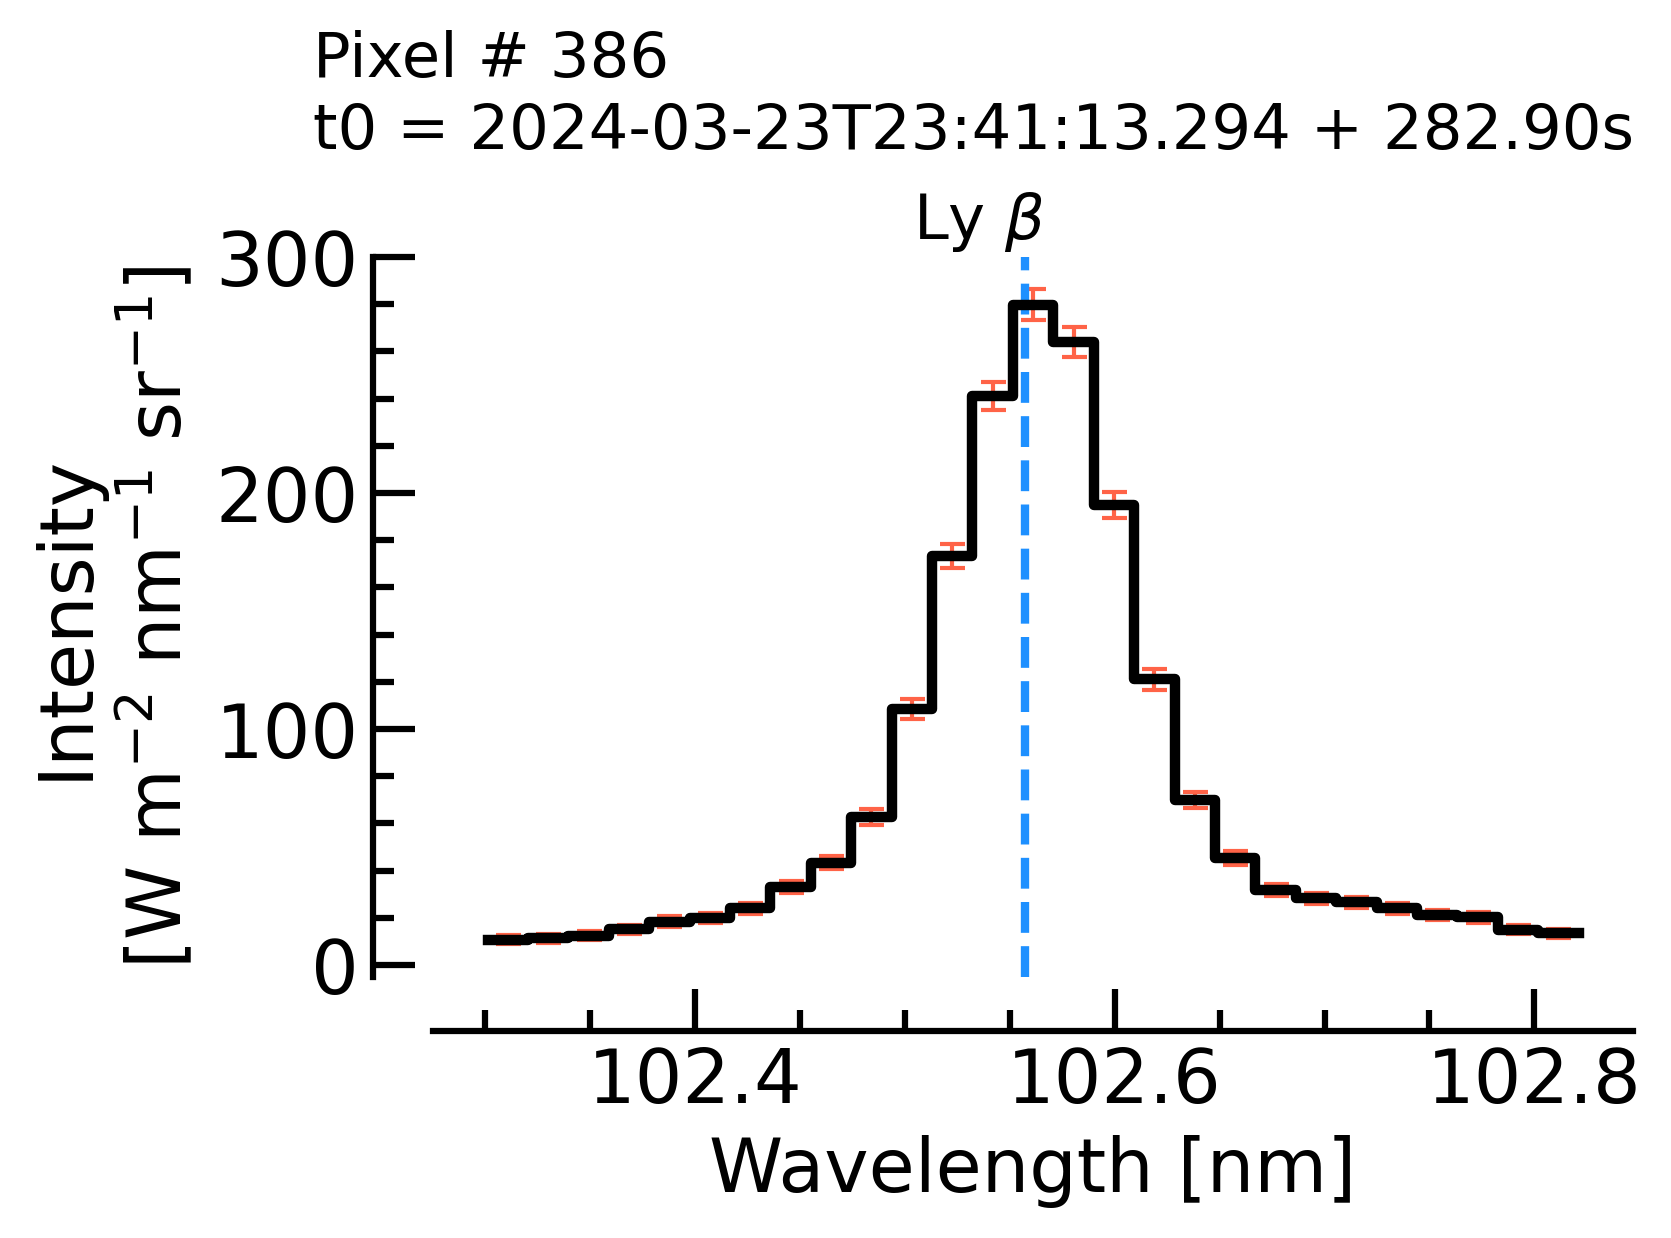 Pixel # 386
t0 = 2024-03-23T23:41:13.294 + 282.90s
Ly β
300
200
100
0
Intensity
[W m⁻² nm⁻¹ sr⁻¹]
102.4 102.6 102.8
Wavelength [nm]